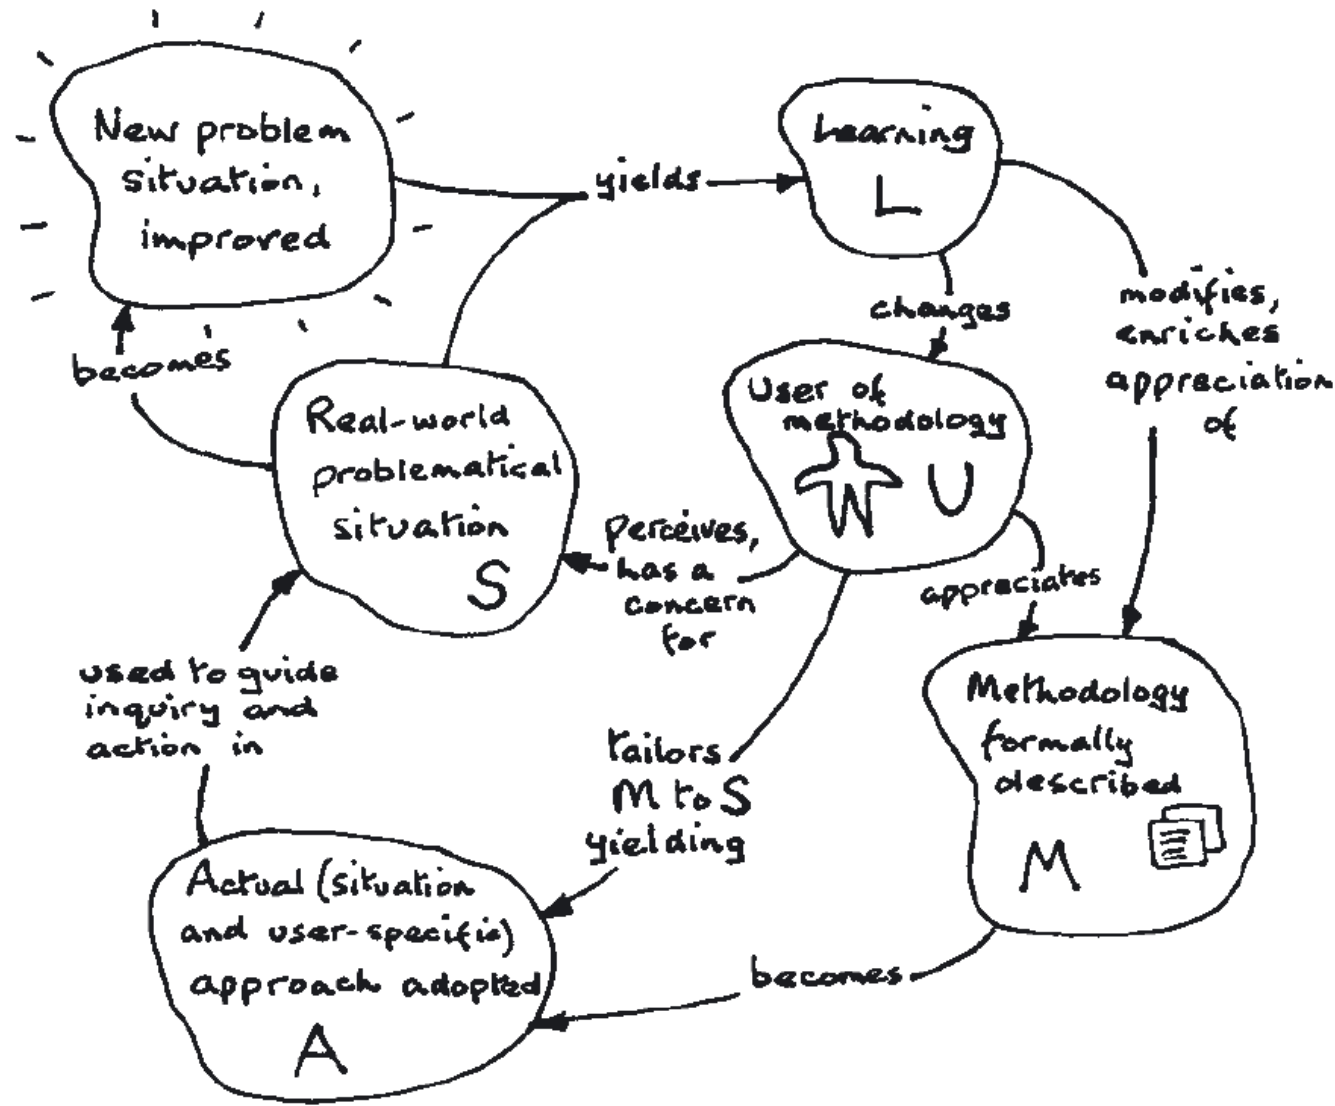 New problem
situation,
improved
yields
Learning
L
changes
modifies,
enriches
appreciation
of
becomes
Real-world
problematical
situation
S
User of
methodology
U
perceives,
has a
concern
for
appreciates
used to guide
inquiry and
action in
tailors
M to S
yielding
Methodology
formally
described
M
Actual (situation
and user-specific)
approach adopted
A
becomes